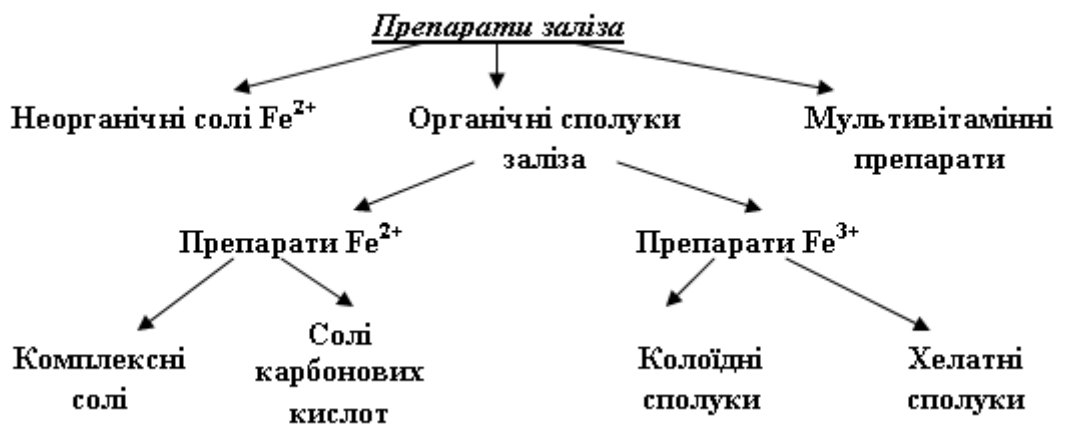 Препарати заліза
Неорганічні солі Fe²⁺
Органічні сполуки
заліза
Мультивітамінні
препарати
Препарати Fe²⁺
Препарати Fe³⁺
Комплексні
солі
Солі
карбонових
кислот
Колоїдні
сполуки
Хелатні
сполуки